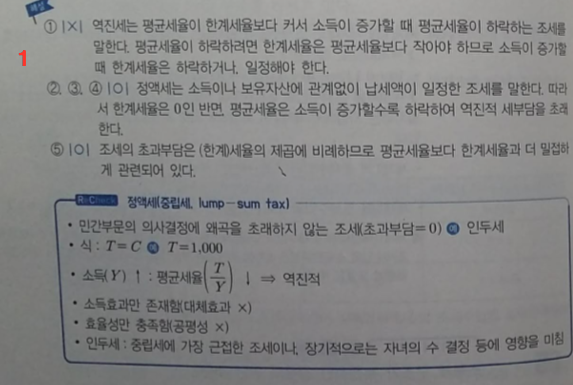 해설
① |×| 역진세는 평균세율이 한계세율보다 커서 소득이 증가할 때 평균세율이 하락하는 조세를
1
말한다. 평균세율이 하락하려면 한계세율은 평균세율보다 작아야 하므로 소득이 증가할
때 한계세율은 하락하거나, 일정해야 한다.
②, ③, ④ |○| 정액세는 소득이나 보유자산에 관계없이 납세액이 일정한 조세를 말한다. 따라
서 한계세율은 0인 반면, 평균세율은 소득이 증가할수록 하락하여 역진적 세부담을 초래
한다.
⑤ |○| 조세의 초과부담은 (한계)세율의 제곱에 비례하므로 평균세율보다 한계세율과 더 밀접하
게 관련되어 있다.
Re-Check 정액세(중립세, lump-sum tax)
• 민간부문의 의사결정에 왜곡을 초래하지 않는 조세(초과부담=0) 예 인두세
• 식 : T=C 예 T=1,000
• 소득(Y) ↑ : 평균세율(T/Y) ↓ ⇒ 역진적
• 소득효과만 존재함(대체효과 ×)
• 효율성만 충족함(공평성 ×)
• 인두세 : 중립세에 가장 근접한 조세이나, 장기적으로는 자녀의 수 결정 등에 영향을 미침